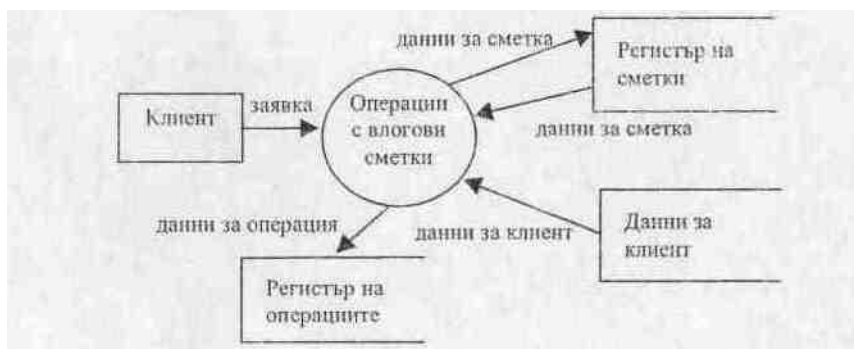 данни за сметка
Регистър на
сметки
Клиент
заявка
Операции
с влогови
сметки
данни за сметка
данни за операция
данни за клиент
Данни за
клиент
Регистър на
операциите